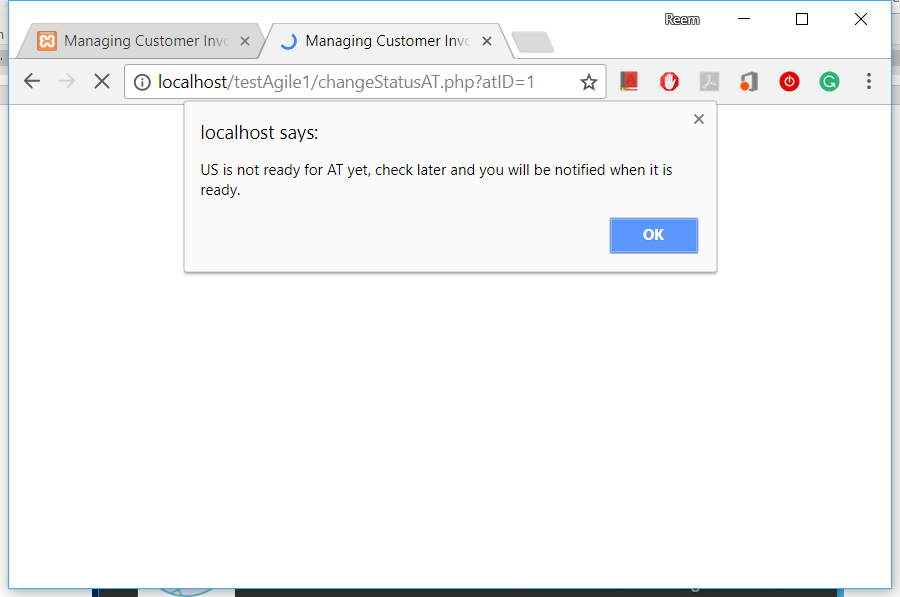 Reem
Managing Customer Invo
Managing Customer Invo
localhost/testAgile1/changeStatusAT.php?atID=1
localhost says:
US is not ready for AT yet, check later and you will be notified when it is
ready.
OK